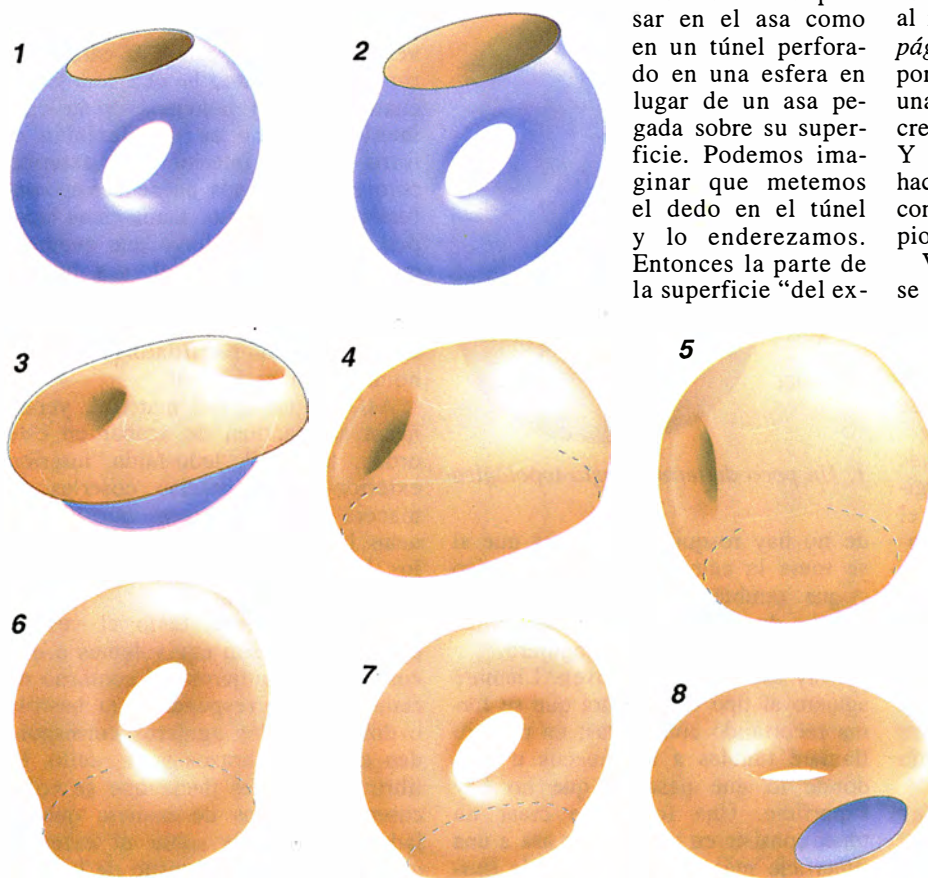 1
2
sar en el asa como
en un túnel perfora-
do en una esfera en
lugar de un asa pe-
gada sobre su super-
ficie. Podemos ima-
ginar que metemos
el dedo en el túnel
y lo enderezamos.
Entonces la parte de
la superficie “del ex-
al
pág
por
una
cre
Y
hac
con
pio
V
se
3
4
5
6
7
8